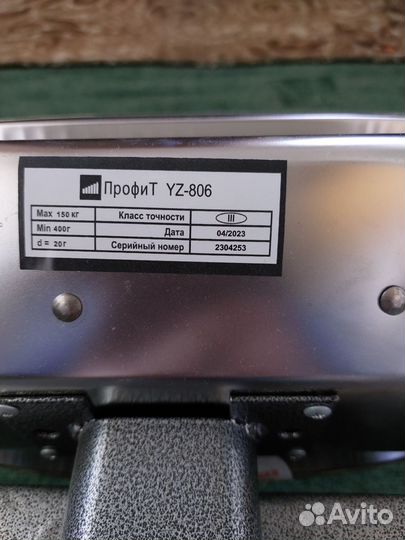 ПрофиТ YZ-806
Max 150 кг Класс точности III
Min 400г Дата 04/2023
d = 20г Серийный номер 2304253
Avito